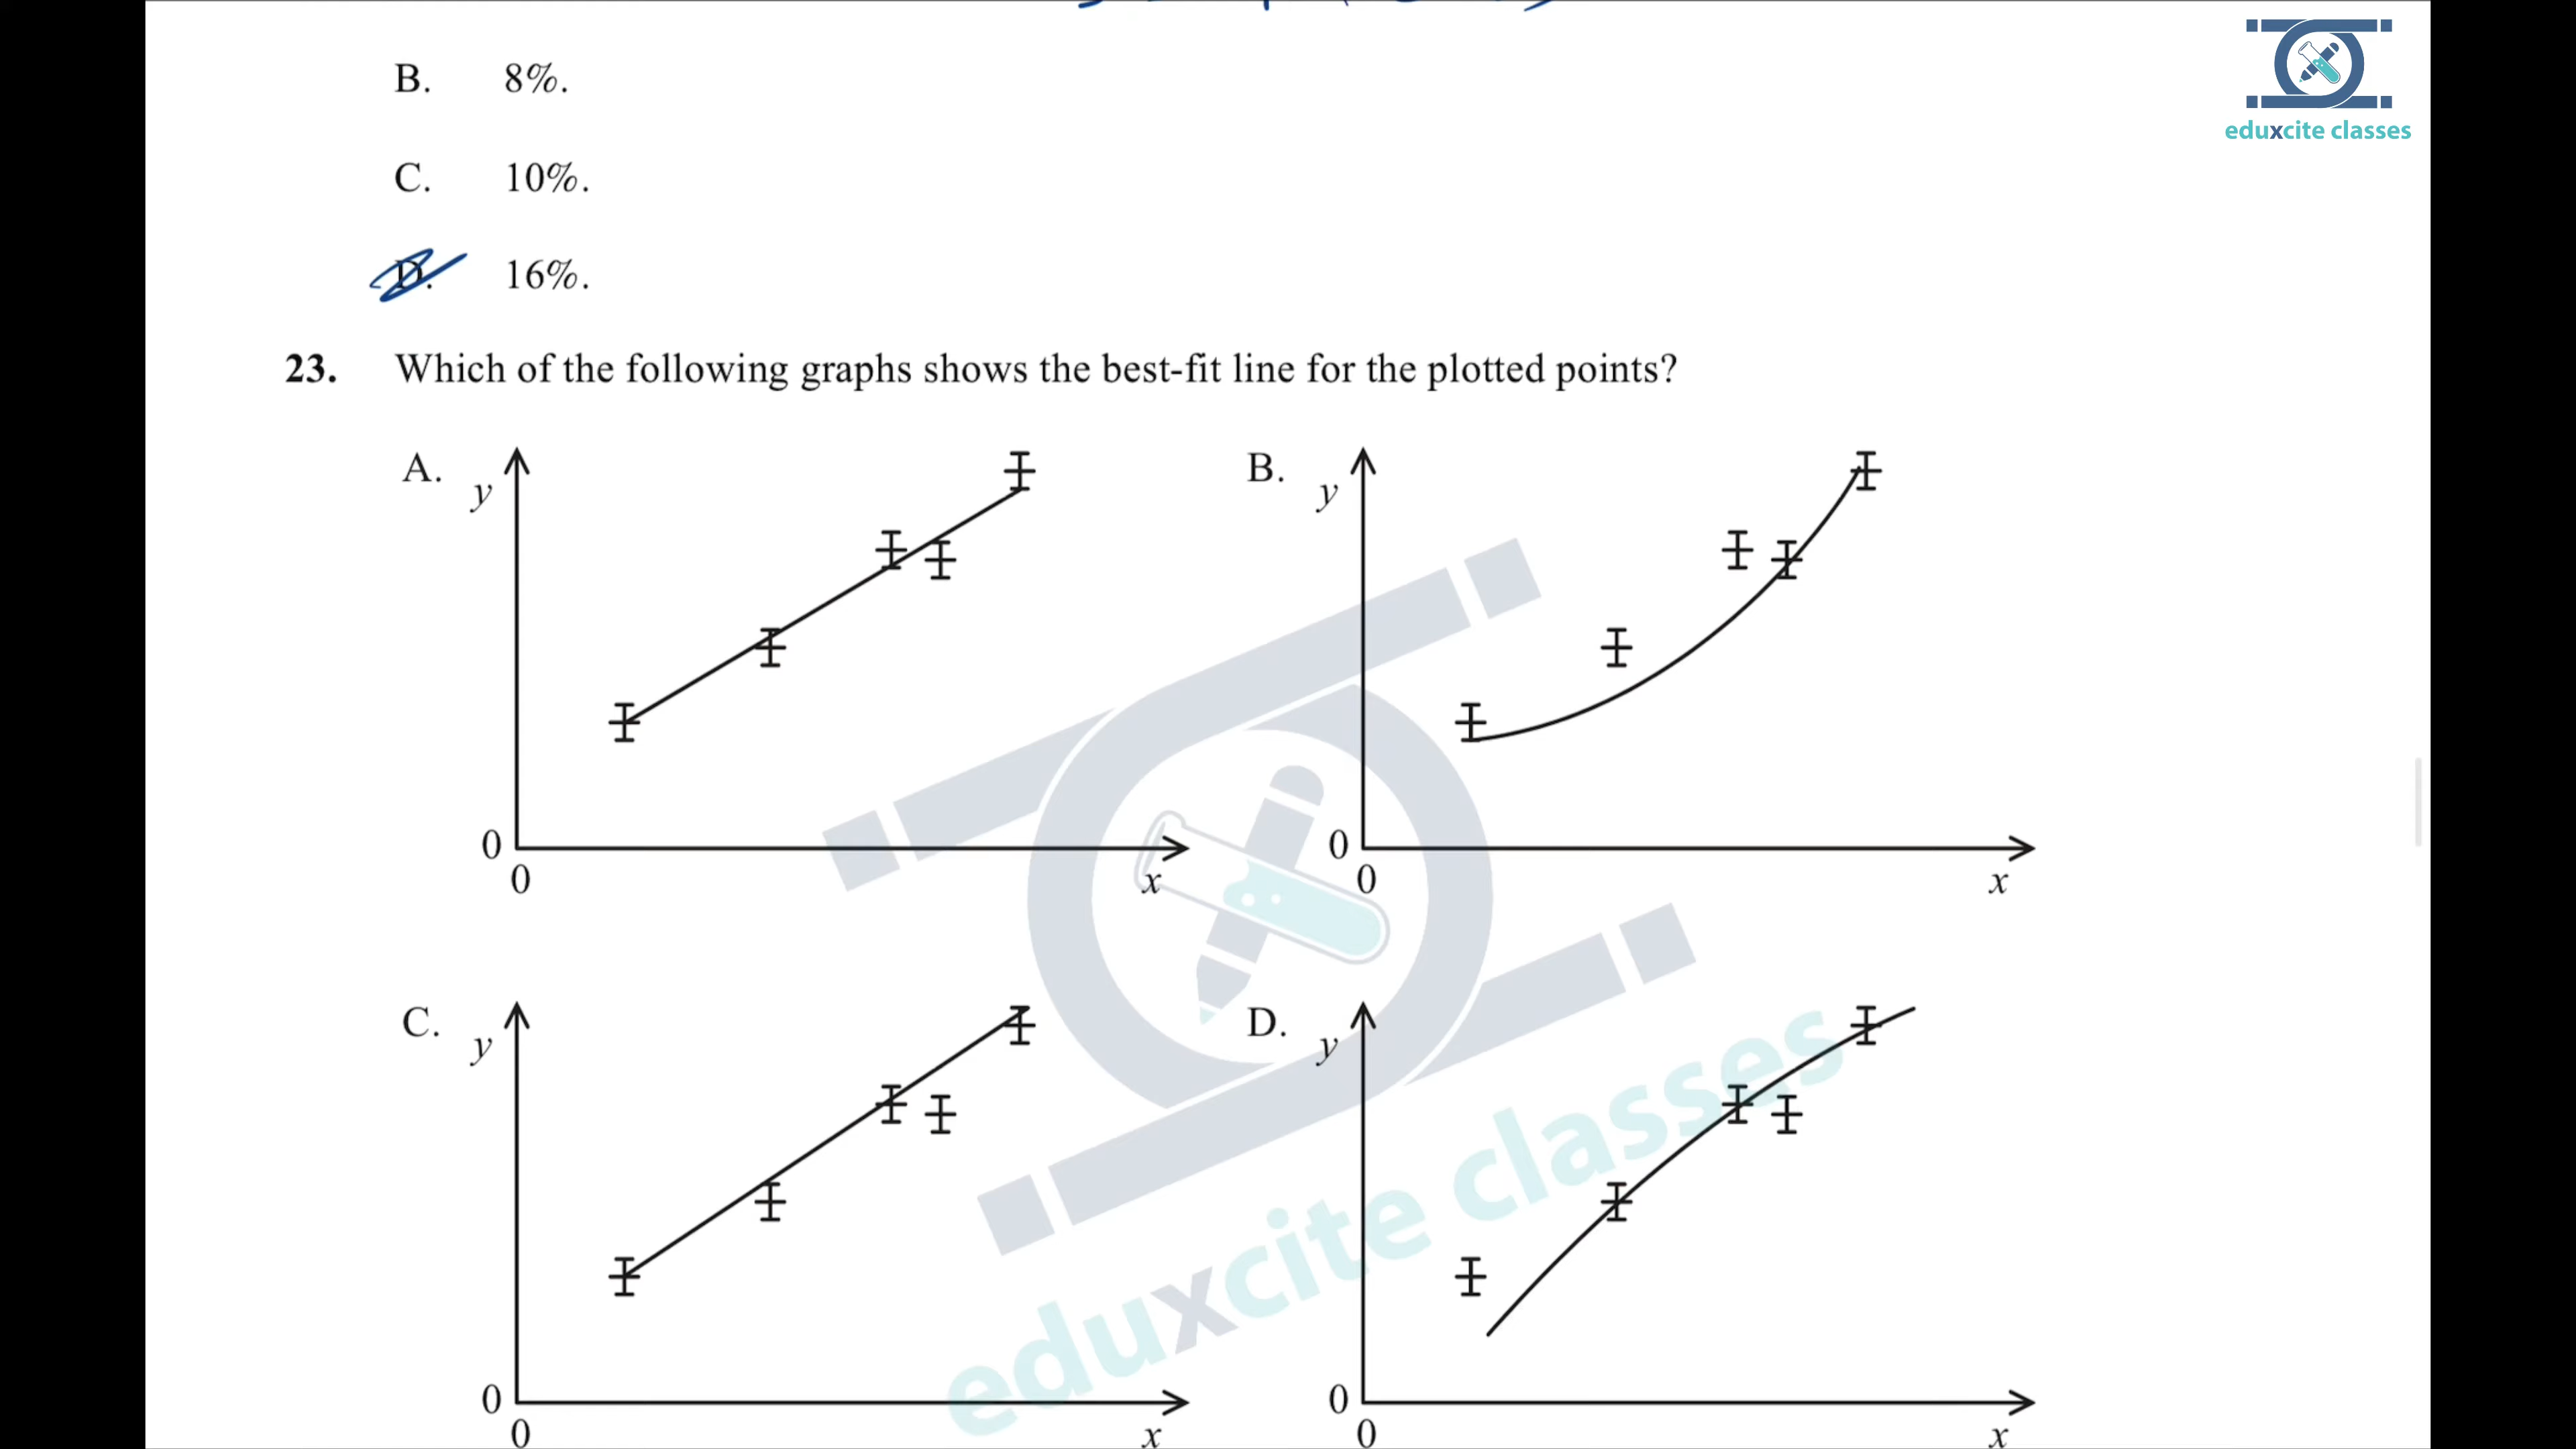 eduxcite classes
B. 8%.
C. 10%.
D. 16%.
23. Which of the following graphs shows the best-fit line for the plotted points?
A. y
B. y
0
0
0 x
0 x
C. y
D. y
0
0
0 x
0 x
eduxcite classes